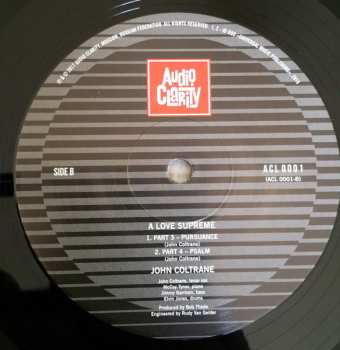 AUDIO
CLARITY
SIDE B
ACL 0001
(ACL 0001-B)
A LOVE SUPREME
1. PART 3 – PURSUANCE
(John Coltrane)
2. PART 4 – PSALM
(John Coltrane)
JOHN COLTRANE
John Coltrane, tenor sax
McCoy Tyner, piano
Jimmy Garrison, bass
Elvin Jones, drums
Produced by Bob Thiele
Engineered by Rudy Van Gelder